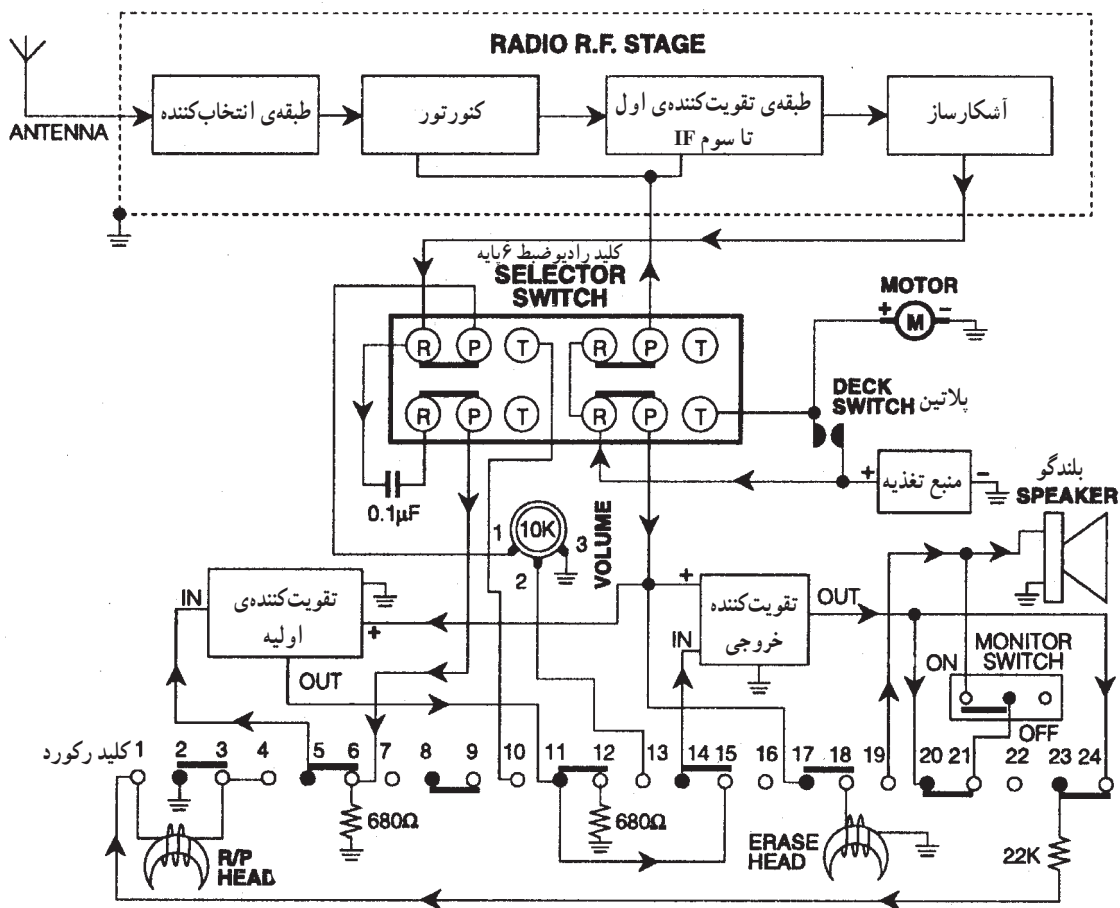 RADIO R.F. STAGE
ANTENNA
طبقه‌ی انتخاب‌کننده
کنورتور
طبقه‌ی تقویت‌کننده‌ی اول
تا سوم IF
آشکارساز
کلید رادیوضبط ۶پایه
SELECTOR
SWITCH
R P T R P T
R P T R P T
MOTOR
+ M -
DECK
SWITCH پلاتین
0.1µF
+ منبع تغذیه -
بلندگو
SPEAKER
VOLUME
1 10K 3
2
IN
تقویت‌کننده‌ی
اولیه
+
OUT
+
تقویت‌کننده
خروجی
IN
OUT
MONITOR
SWITCH
ON
OFF
کلید رکورد
1 2 3 4 5 6 7 8 9 10 11 12 13 14 15 16 17 18 19 20 21 22 23 24
680Ω
680Ω
R/P
HEAD
ERASE
HEAD
22K